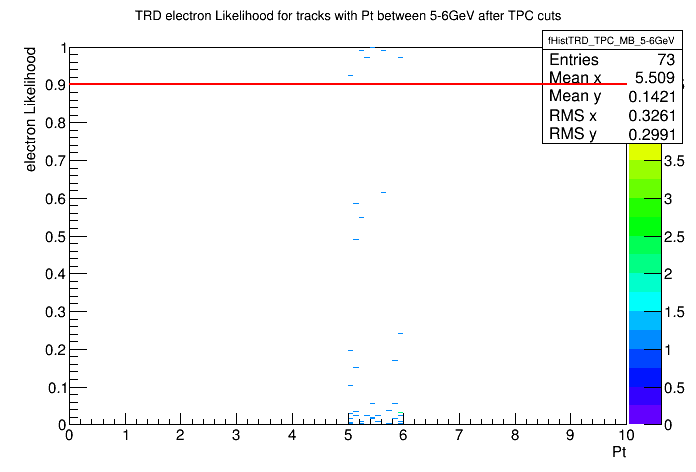 TRD electron Likelihood for tracks with Pt between 5-6GeV after TPC cuts
fHistTRD_TPC_MB_5-6GeV
Entries 73
Mean x 5.509
Mean y 0.1421
RMS x 0.3261
RMS y 0.2991
electron Likelihood
1
0.9
0.8
0.7
0.6
0.5
0.4
0.3
0.2
0.1
0
0 1 2 3 4 5 6 7 8 9 10
Pt
3.5
3
2.5
2
1.5
1
0.5
0